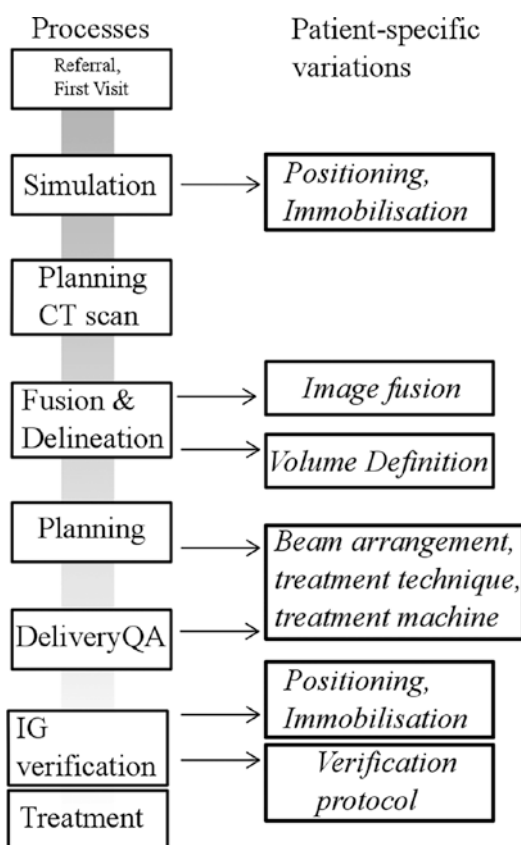 Processes
Patient-specific
variations
Referral,
First Visit
Simulation
Positioning,
Immobilisation
Planning
CT scan
Fusion &
Delineation
Image fusion
Volume Definition
Planning
Beam arrangement,
treatment technique,
treatment machine
DeliveryQA
Positioning,
Immobilisation
IG
verification
Verification
protocol
Treatment